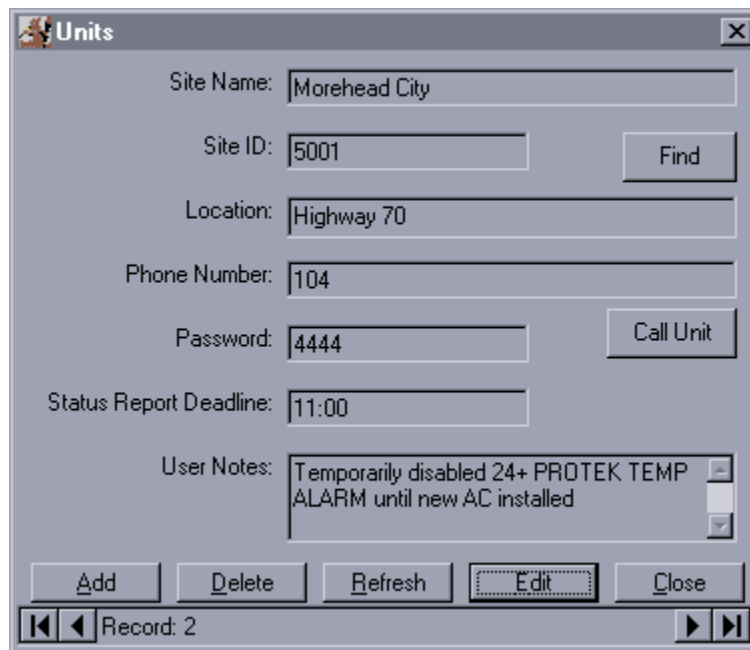 Units
Site Name: Morehead City
Site ID: 5001
Find
Location: Highway 70
Phone Number: 104
Password: 4444
Call Unit
Status Report Deadline: 11:00
User Notes: Temporarily disabled 24+ PROTEK TEMP
ALARM until new AC installed
Add Delete Refresh Edit Close
Record: 2